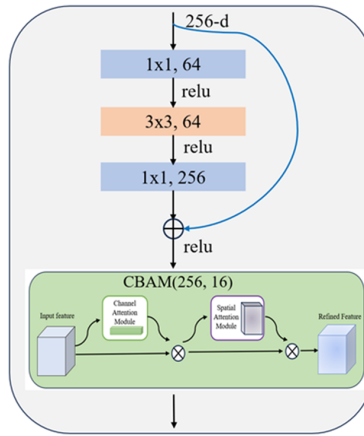 256-d
1x1, 64
relu
3x3, 64
relu
1x1, 256
relu
CBAM(256, 16)
Input feature
Channel
Attention
Module
Spatial
Attention
Module
Refined Feature